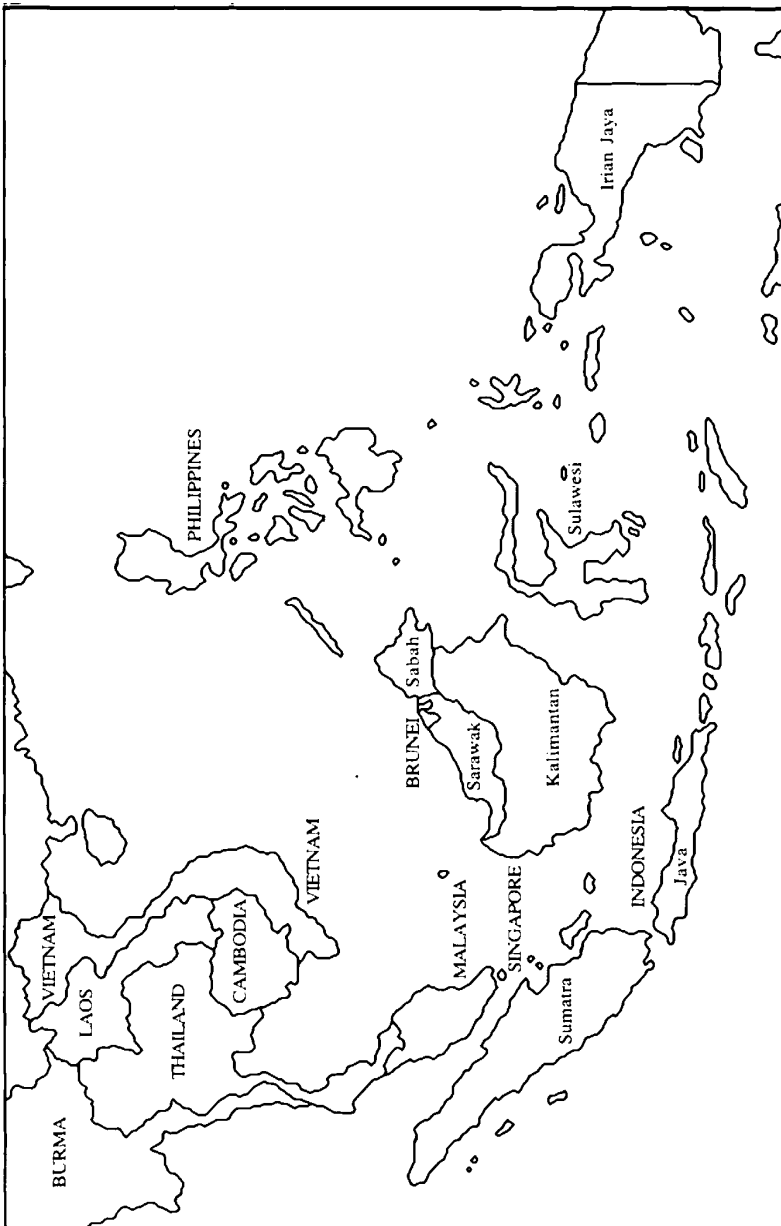 BURMA
VIETNAM
LAOS
THAILAND
CAMBODIA
VIETNAM
PHILIPPINES
MALAYSIA
SINGAPORE
BRUNEI
Sabah
Sarawak
Kalimantan
Sulawesi
Irian Jaya
Sumatra
INDONESIA
Java